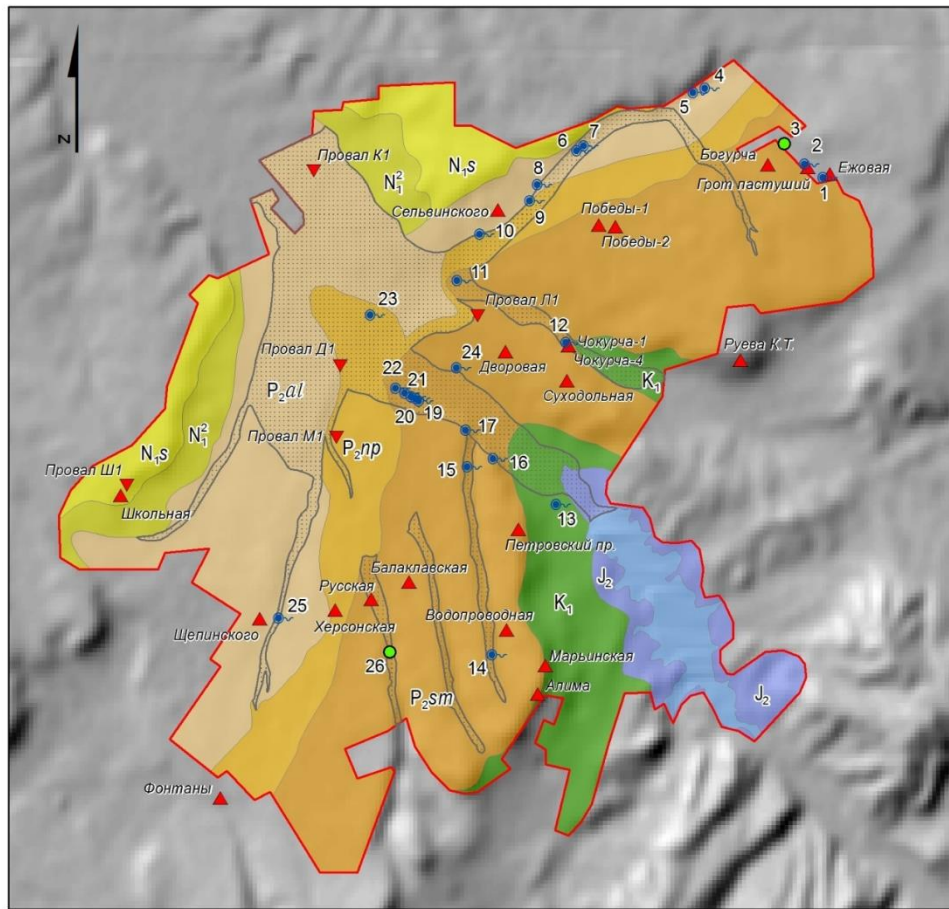 N
4
5
3
7
6
2
Богурча
Ежовая
Провал К1
N₁s
Грот пастуший
1
8
N₁²
Сельвинского
9
Победы-1
10
Победы-2
11
23
Провал Л1
12
Чокурча-1
Руева К.Т.
24
Дворовая
Чокурча-4
Провал Д1
22
21
K₁
P₂al
Суходольная
20
19
N₁²
17
Провал М1
P₂пр
N₁s
15
16
Провал Ш1
Школьная
13
Петровский пр.
J₂
Балаклавская
Русская
K₁
25
Водопроводная
Щепинского
Херсонская
14
26
Марьинская
J₂
P₂sm
Алима
Фонтаны